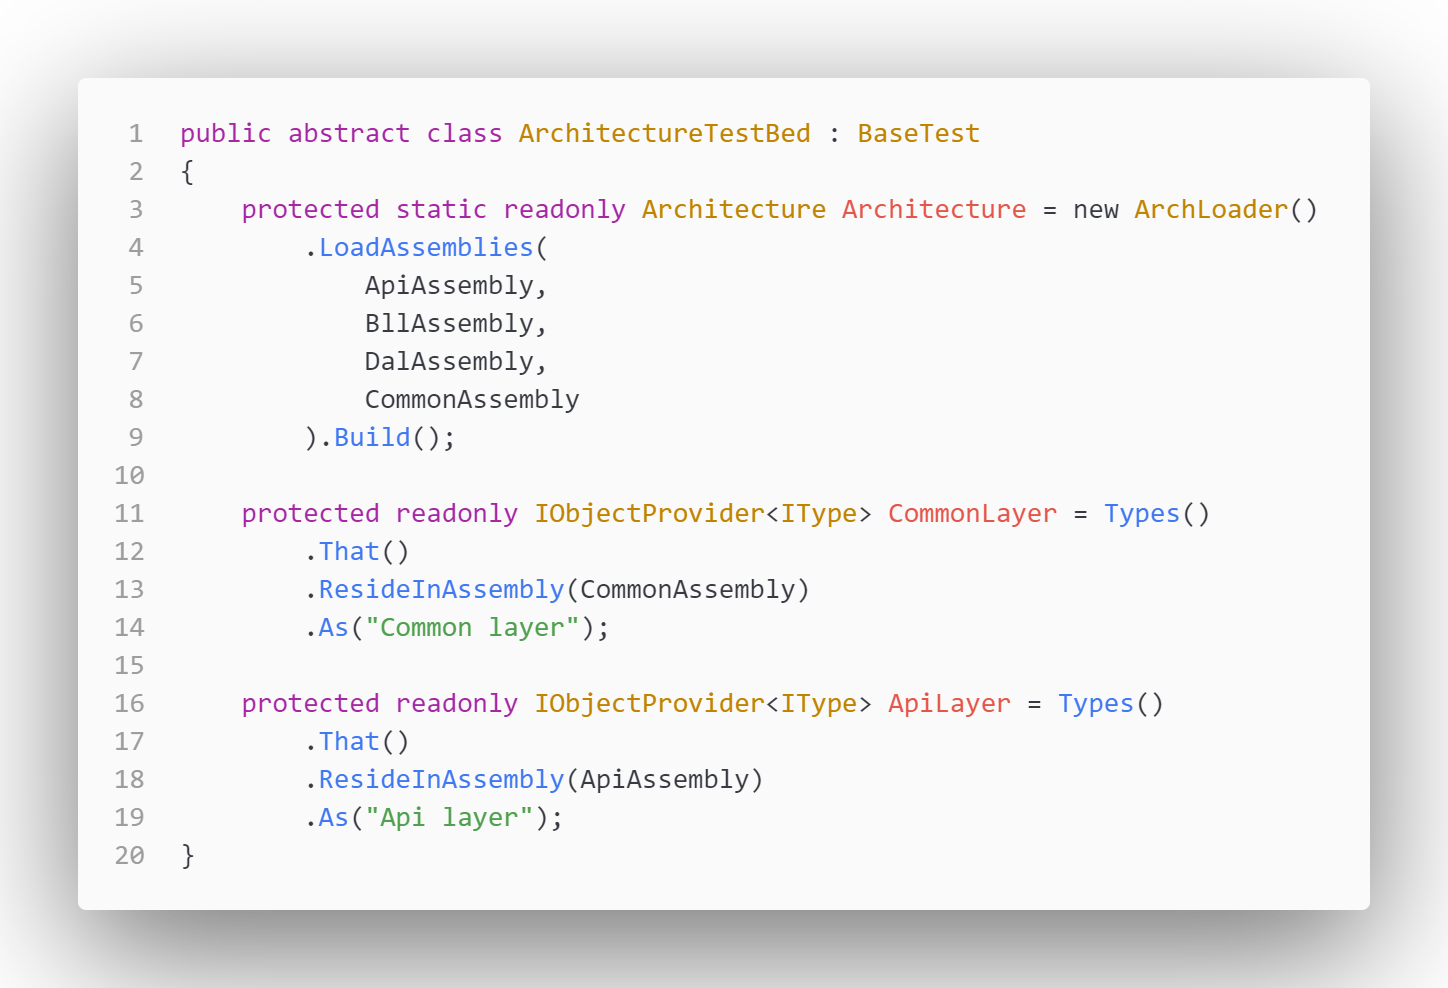 1 public abstract class ArchitectureTestBed : BaseTest
2 {
3     protected static readonly Architecture Architecture = new ArchLoader()
4         .LoadAssemblies(
5             ApiAssembly,
6             BllAssembly,
7             DalAssembly,
8             CommonAssembly
9         ).Build();
10
11     protected readonly IObjectProvider<IType> CommonLayer = Types()
12         .That()
13         .ResideInAssembly(CommonAssembly)
14         .As("Common layer");
15
16     protected readonly IObjectProvider<IType> ApiLayer = Types()
17         .That()
18         .ResideInAssembly(ApiAssembly)
19         .As("Api layer");
20 }